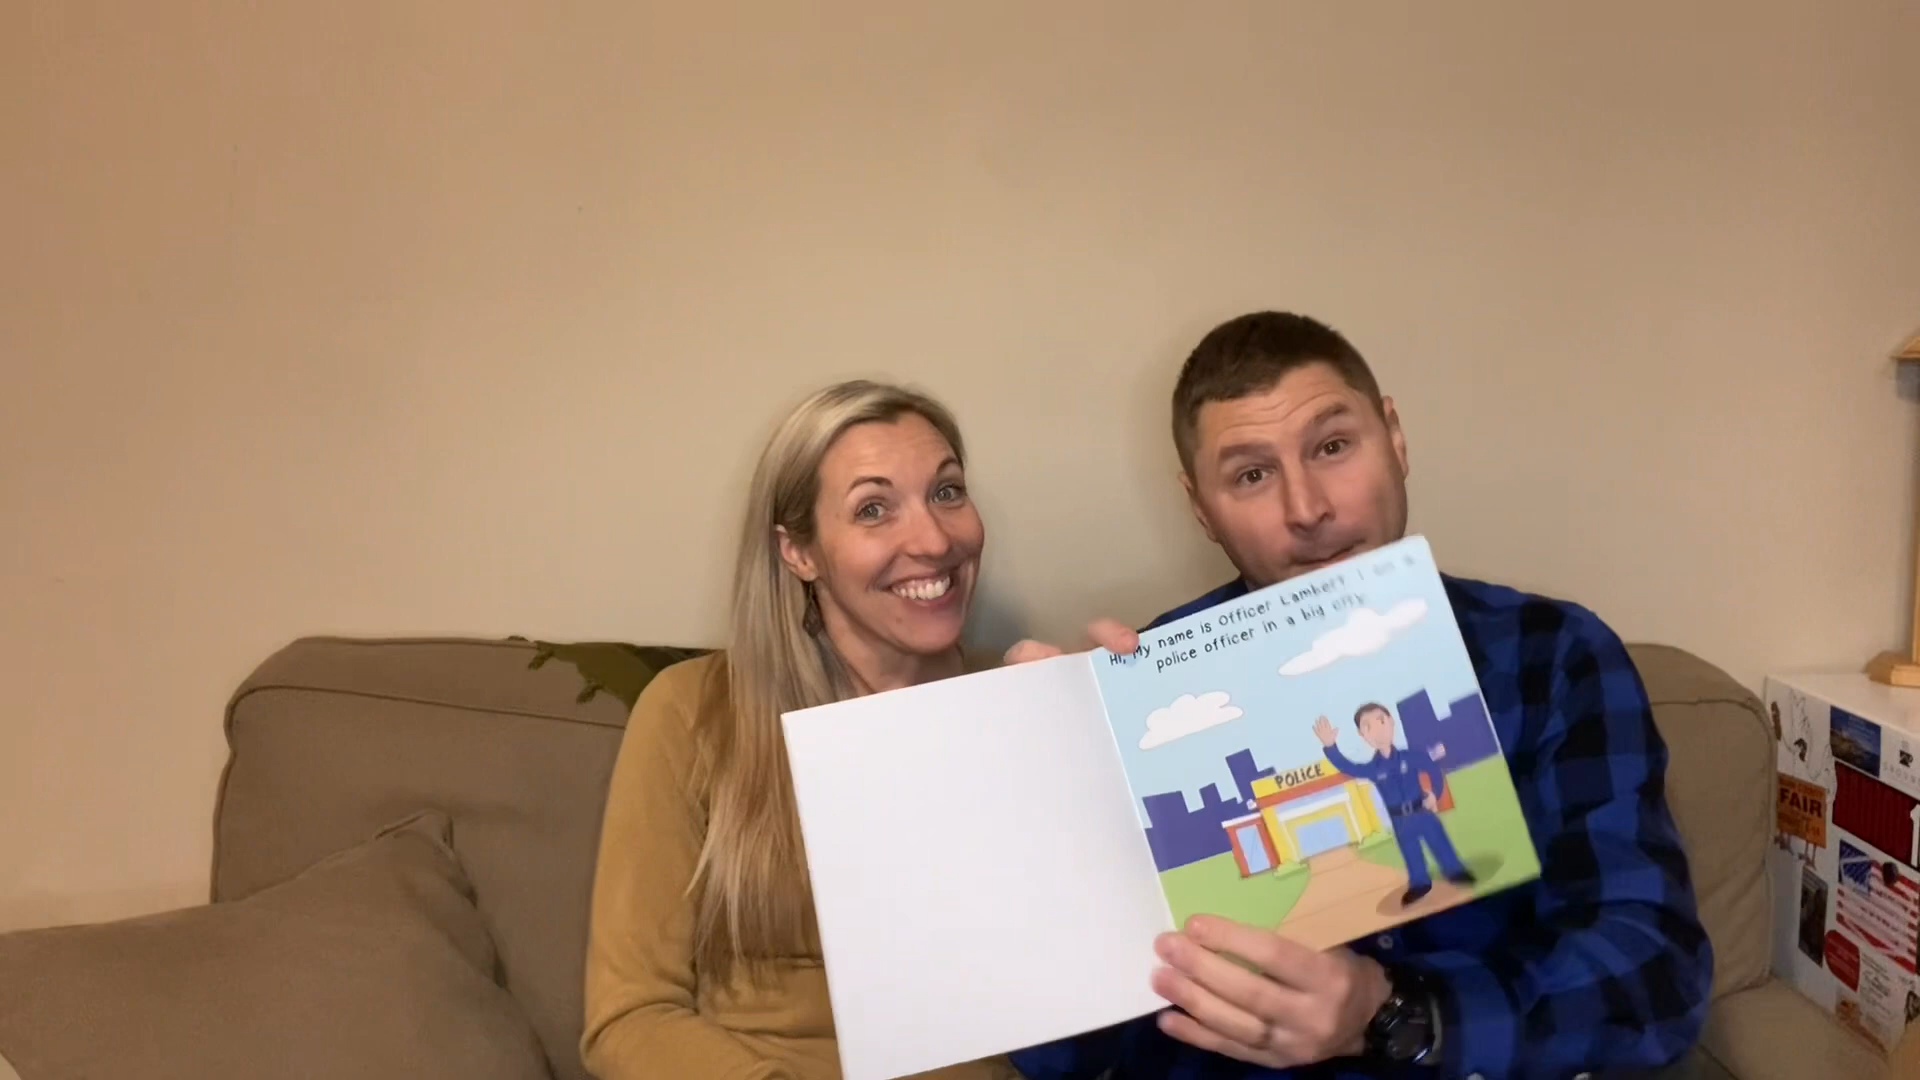 Hi, My name is Officer Lambert. I am a
police officer in a big city.
POLICE
FAIR